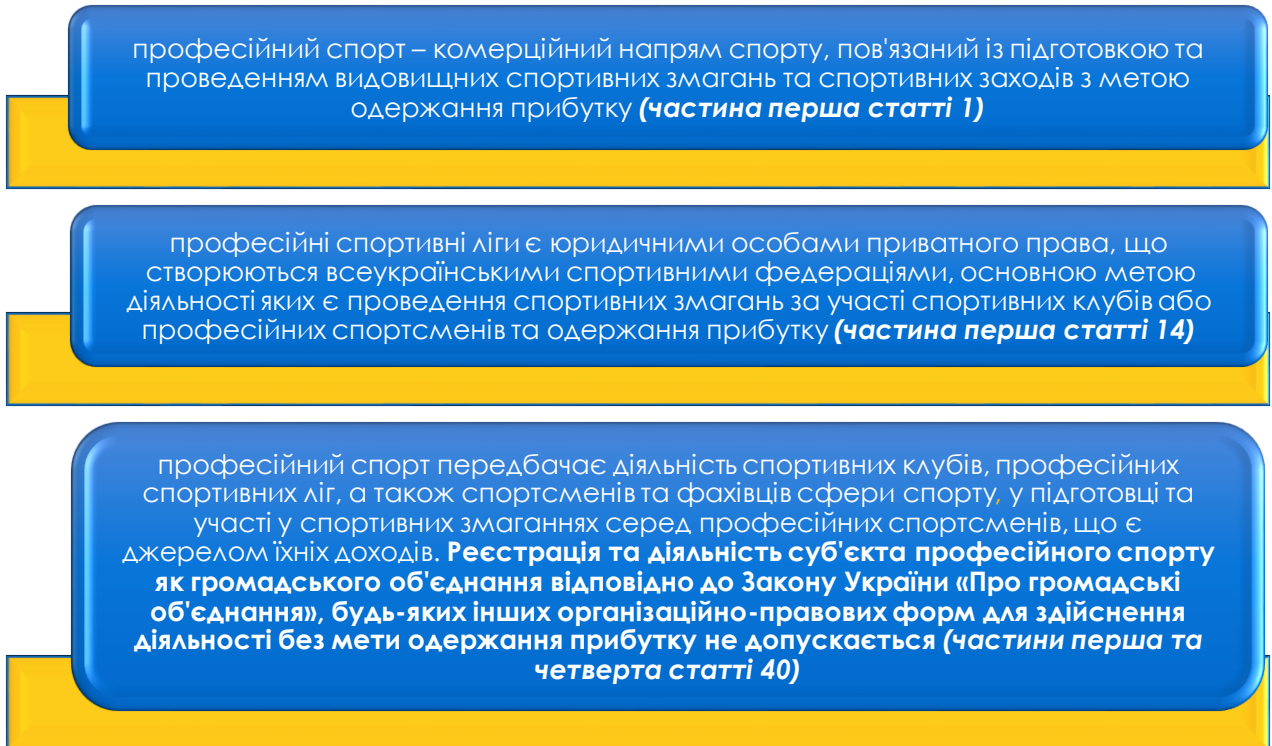 професійний спорт – комерційний напрям спорту, пов'язаний із підготовкою та
проведенням видовищних спортивних змагань та спортивних заходів з метою
одержання прибутку (частина перша статті 1)
професійні спортивні ліги є юридичними особами приватного права, що
створюються всеукраїнськими спортивними федераціями, основною метою
діяльності яких є проведення спортивних змагань за участі спортивних клубів або
професійних спортсменів та одержання прибутку (частина перша статті 14)
професійний спорт передбачає діяльність спортивних клубів, професійних
спортивних ліг, а також спортсменів та фахівців сфери спорту, у підготовці та
участі у спортивних змаганнях серед професійних спортсменів, що є
джерелом їхніх доходів. Реєстрація та діяльність суб'єкта професійного спорту
як громадського об'єднання відповідно до Закону України «Про громадські
об'єднання», будь-яких інших організаційно-правових форм для здійснення
діяльності без мети одержання прибутку не допускається (частини перша та
четверта статті 40)